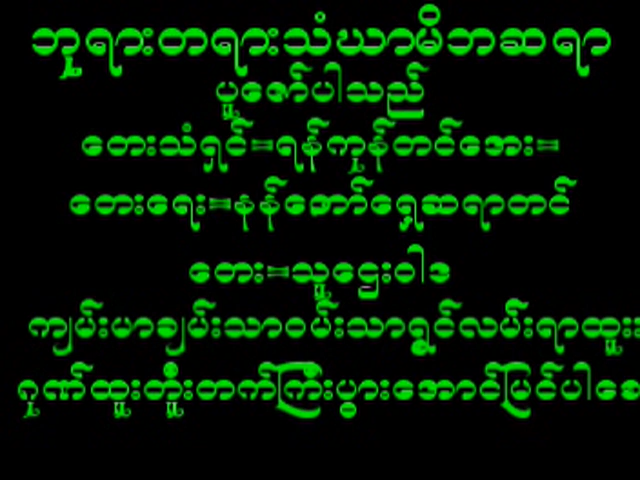 ဘုရားတရားသံဃာမိဘဆရာ
ပူဇော်ပါသည်
တေးသံရှင်=ရန်ကုန်တင်အေး=
တေးရေး=နန်းတော်ရှေ့ဆရာတင်
တေး=သူဌေးဝါဒ
ကျမ်းမာချမ်းသာဝမ်းသာရွှင်လမ်းရာထူး
ဂုဏ်ထူးတိုးတက်ကြီးပွားအောင်မြင်ပါစေ